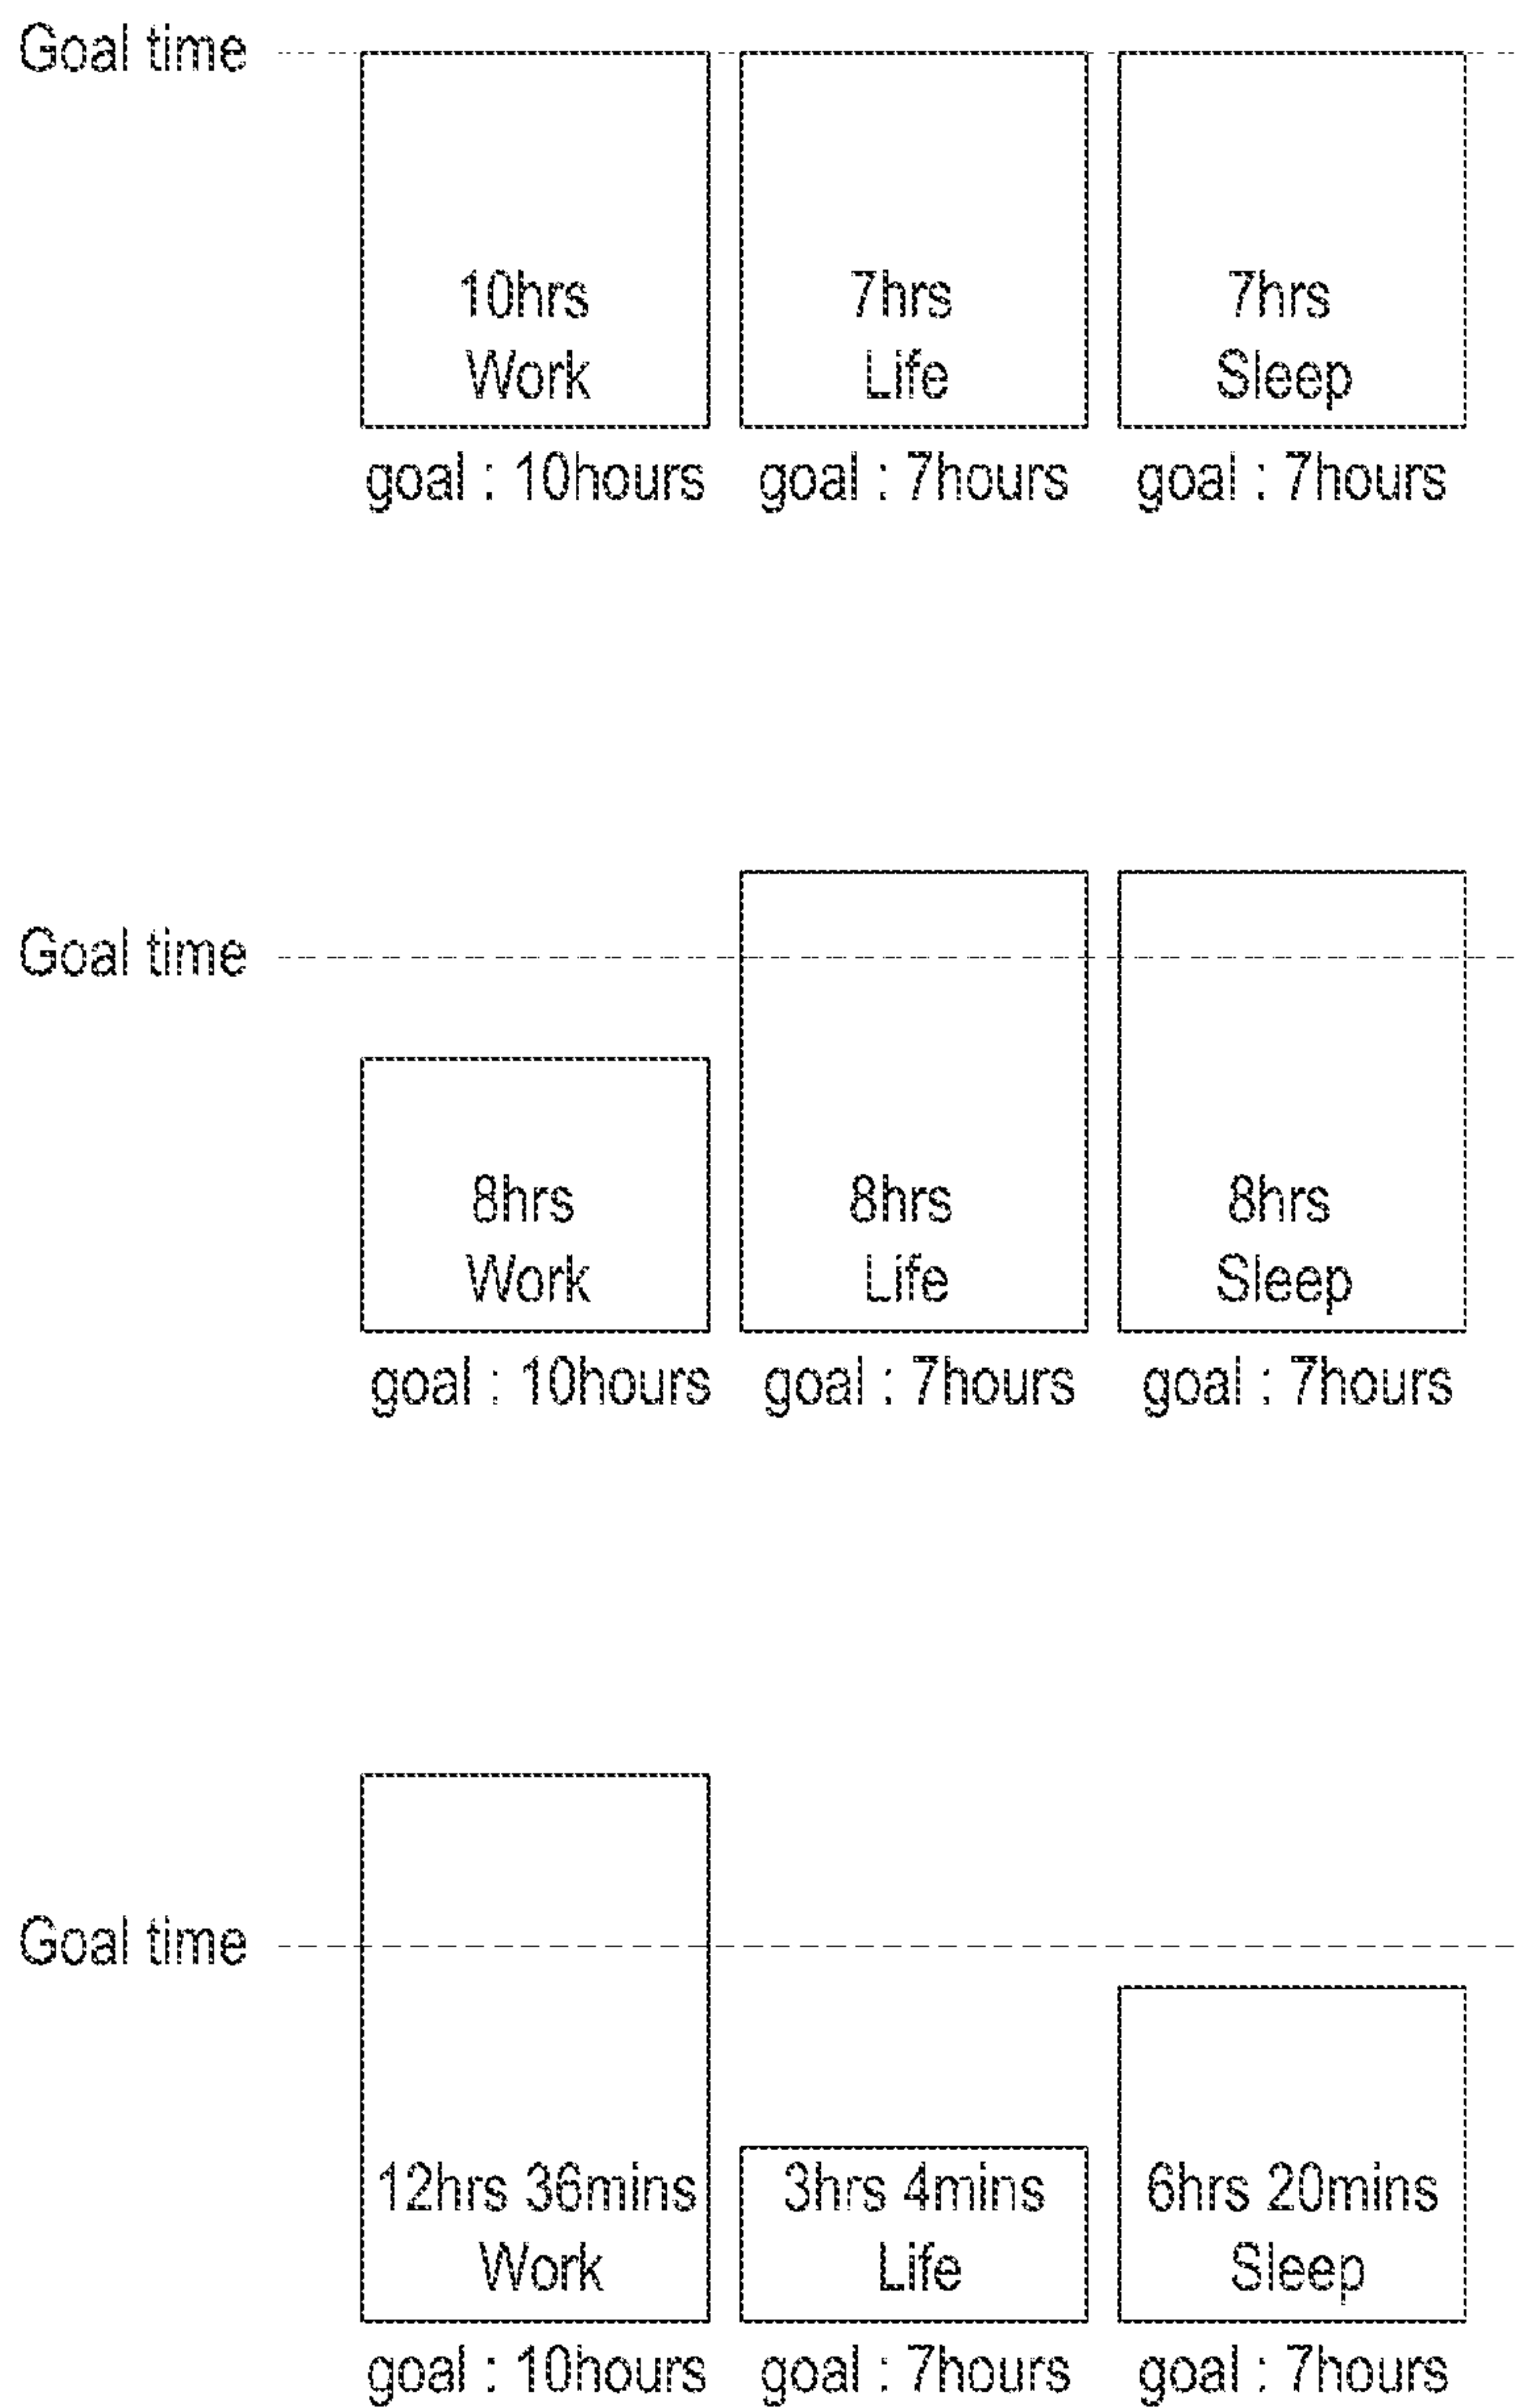 Goal time
10hrs 7hrs 7hrs
Work Life Sleep
goal : 10hours goal : 7hours goal : 7hours
Goal time
8hrs 8hrs 8hrs
Work Life Sleep
goal : 10hours goal : 7hours goal : 7hours
Goal time
12hrs 36mins 3hrs 4mins 6hrs 20mins
Work Life Sleep
goal : 10hours goal : 7hours goal : 7hours